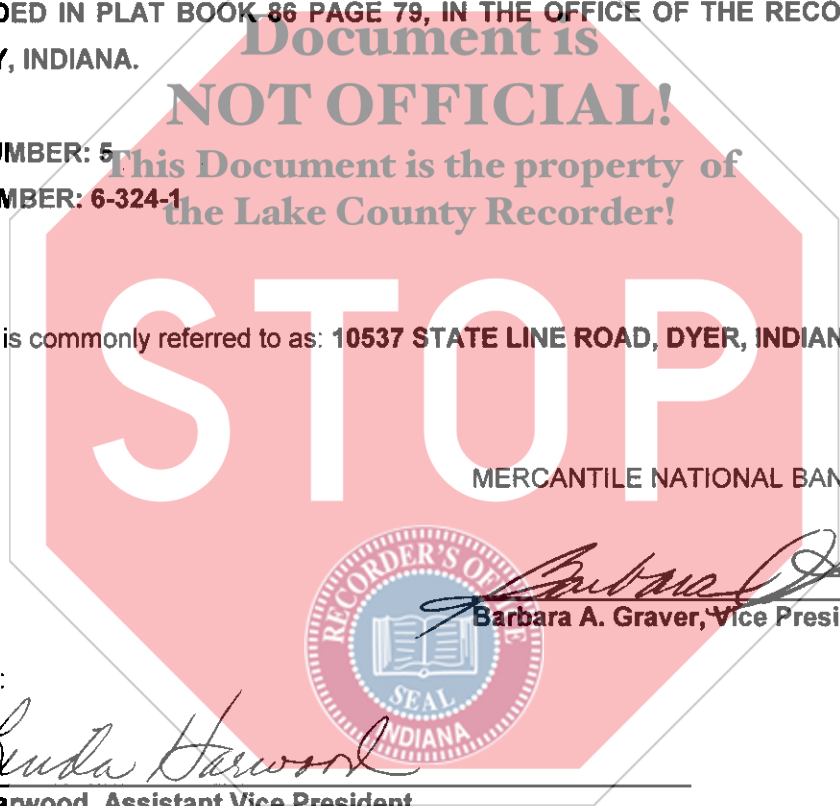 DED IN PLAT BOOK 86 PAGE 79, IN THE OFFICE OF THE RECO
Document is
Y, INDIANA.
NOT OFFICIAL!
UMBER: 5
This Document is the property of
MBER: 6-324-1
the Lake County Recorder!
is commonly referred to as: 10537 STATE LINE ROAD, DYER, INDIAN
STOP
MERCANTILE NATIONAL BAN
RECORDER'S OFFICE
Barbara
Barbara A. Graver, Vice Presi
SEAL
INDIANA
:
Linda Harwood
arwood, Assistant Vice President